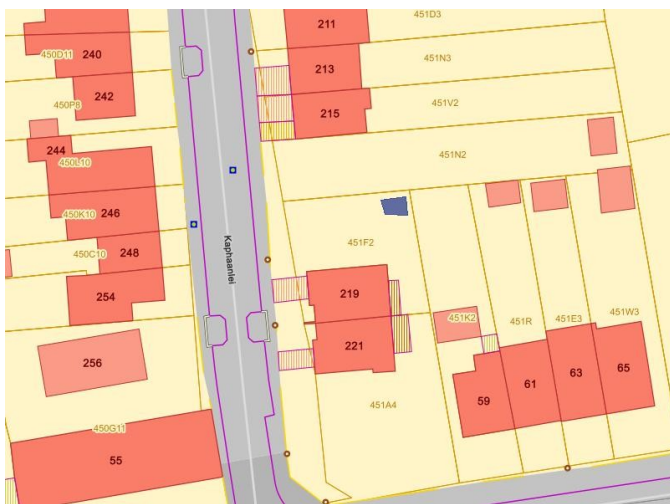 451D3
211
450D11
240
213
451N3
242
450P8
215
451V2
244
450L10
451N2
246
450K10
Kaphaanlei
451F2
450C10
248
254
219
451K2
451R
451E3
451W3
221
256
59
61
63
65
451A4
450G11
55